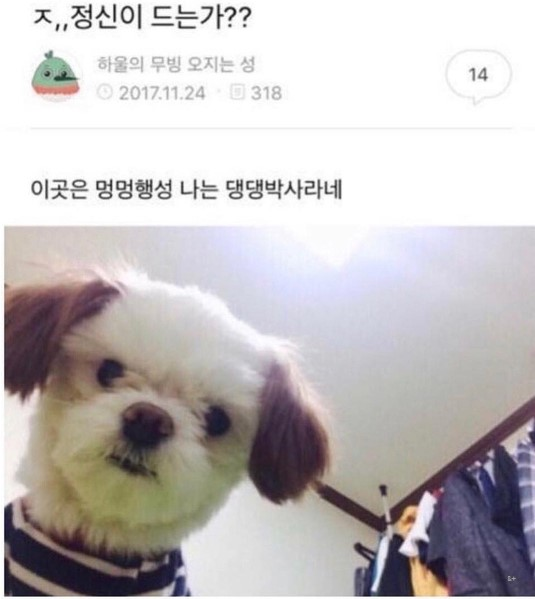 ㅈ,,정신이 드는가??
하울의 무빙 오지는 성
2017.11.24 · 318
14
이곳은 멍멍행성 나는 댕댕박사라네